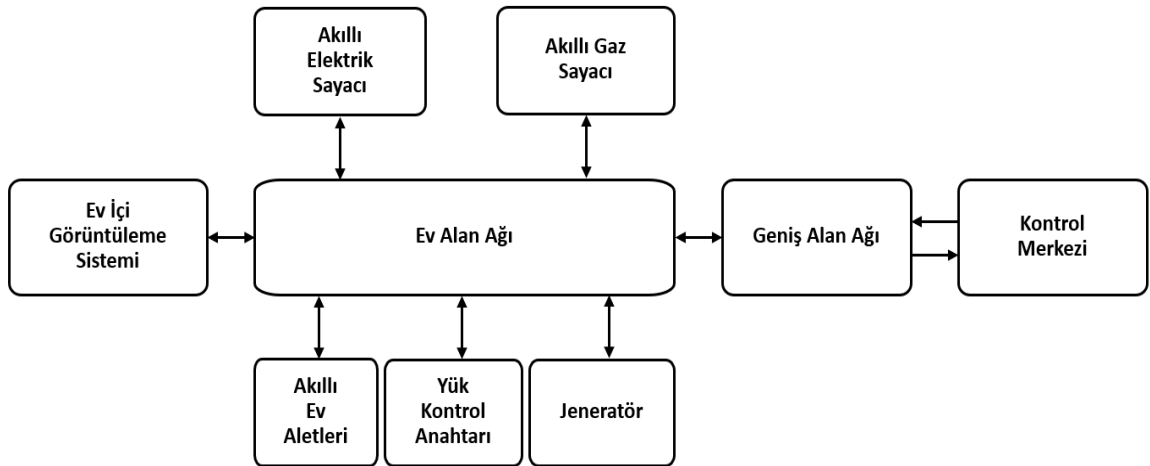 Akıllı
Elektrik
Sayacı
Akıllı Gaz
Sayacı
Ev İçi
Görüntüleme
Sistemi
Ev Alan Ağı
Geniş Alan Ağı
Kontrol
Merkezi
Akıllı
Ev
Aletleri
Yük
Kontrol
Anahtarı
Jeneratör